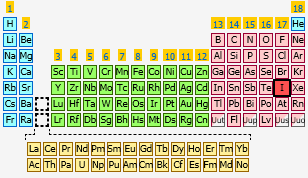 1 18
H 2 13 14 15 16 17 He
Li Be B C N O F Ne
Na Mg 3 4 5 6 7 8 9 10 11 12 Al Si P S Cl Ar
K Ca Sc Ti V Cr Mn Fe Co Ni Cu Zn Ga Ge As Se Br Kr
Rb Sr Y Zr Nb Mo Tc Ru Rh Pd Ag Cd In Sn Sb Te I Xe
Cs Ba Lu Hf Ta W Re Os Ir Pt Au Hg Tl Pb Bi Po At Rn
Fr Ra Lr Rf Db Sg Bh Hs Mt Ds Rg Cn Uut Fl Uup Lv Uus Uuo
La Ce Pr Nd Pm Sm Eu Gd Tb Dy Ho Er Tm Yb
Ac Th Pa U Np Pu Am Cm Bk Cf Es Fm Md No